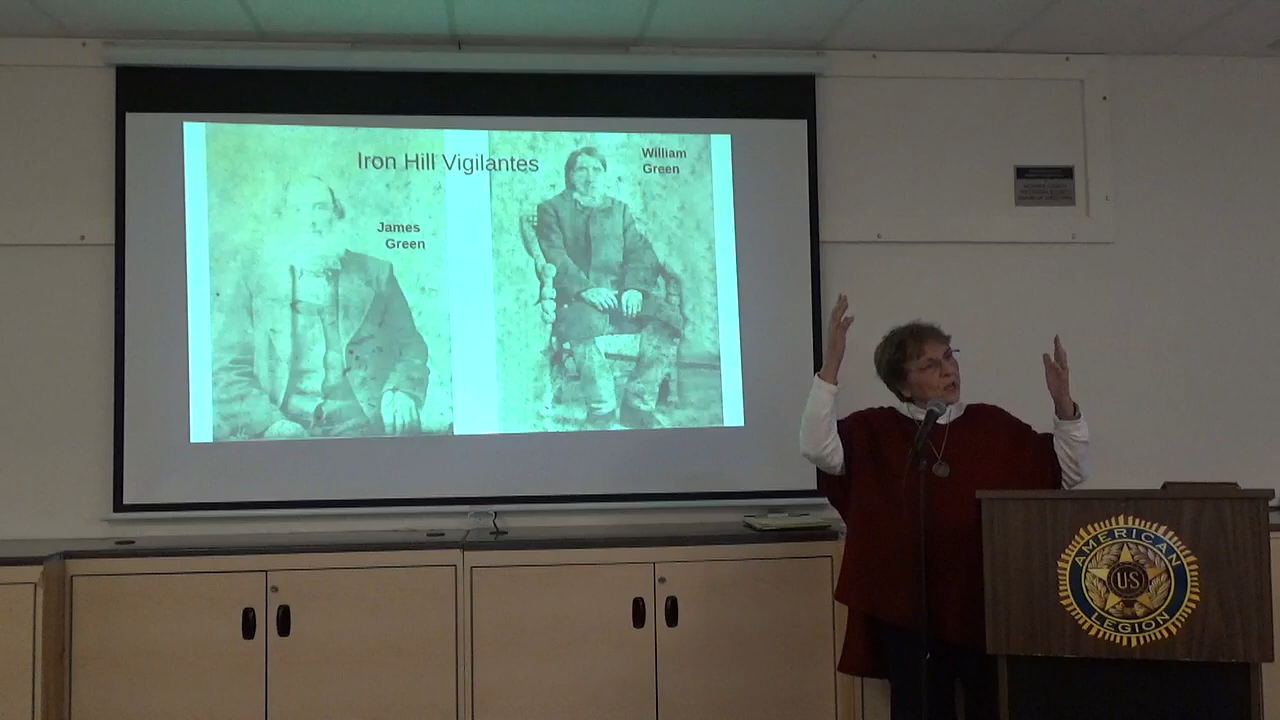 Iron Hill Vigilantes
William
Green
James
Green
AMERICAN
US
LEGION